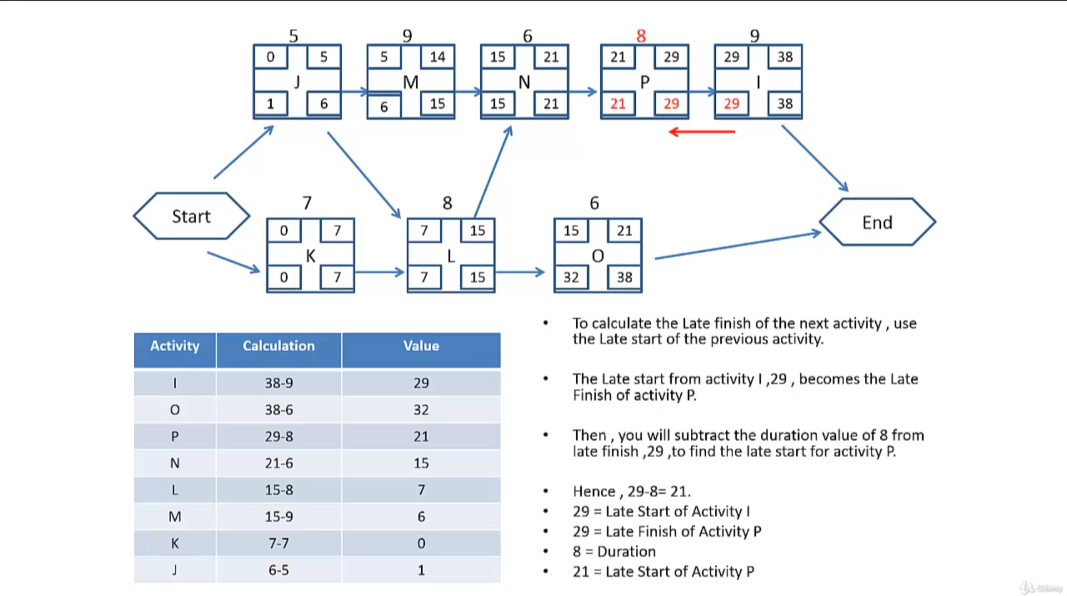 5 9 6 8 9
0 5 5 14 15 21 21 29 29 38
J M N P I
1 6 6 15 15 21 21 29 29 38
Start
7 8 6
0 7 7 15 15 21
K L O
0 7 7 15 32 38
End
Activity Calculation Value
I 38-9 29
O 38-6 32
P 29-8 21
N 21-6 15
L 15-8 7
M 15-9 6
K 7-7 0
J 6-5 1
• To calculate the Late finish of the next activity , use
the Late start of the previous activity.
• The Late start from activity I ,29 , becomes the Late
Finish of activity P.
• Then , you will subtract the duration value of 8 from
late finish ,29 ,to find the late start for activity P.
• Hence , 29-8= 21.
• 29 = Late Start of Activity I
• 29 = Late Finish of Activity P
• 8 = Duration
• 21 = Late Start of Activity P
Udemy